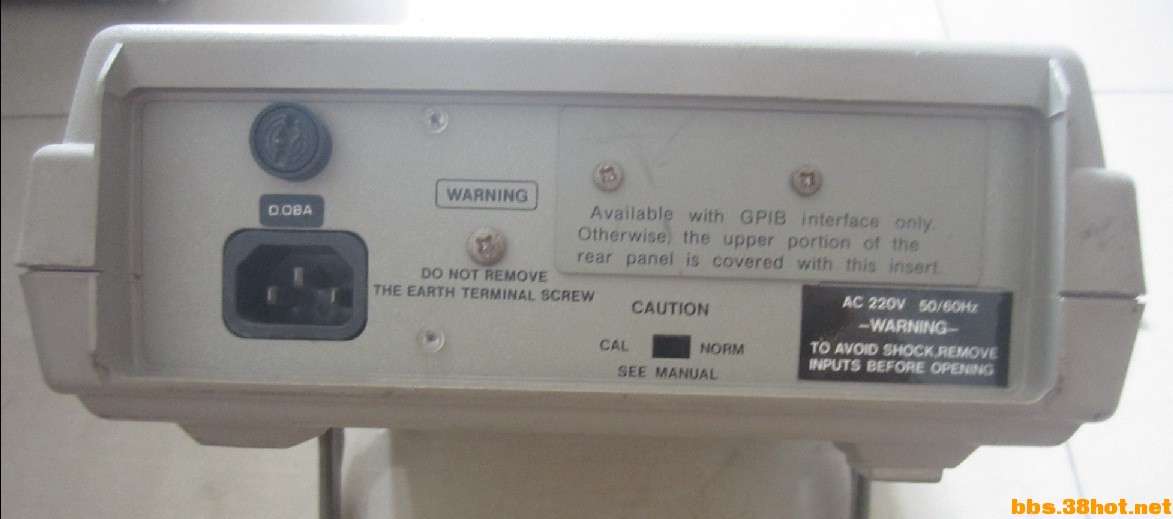 0.08A
WARNING
DO NOT REMOVE
THE EARTH TERMINAL SCREW
Available with GPIB interface only.
Otherwise, the upper portion of the
rear panel is covered with this insert.
CAUTION
CAL NORM
SEE MANUAL
AC 220V 50/60Hz
–WARNING–
TO AVOID SHOCK,REMOVE
INPUTS BEFORE OPENING
bbs.38hot.net